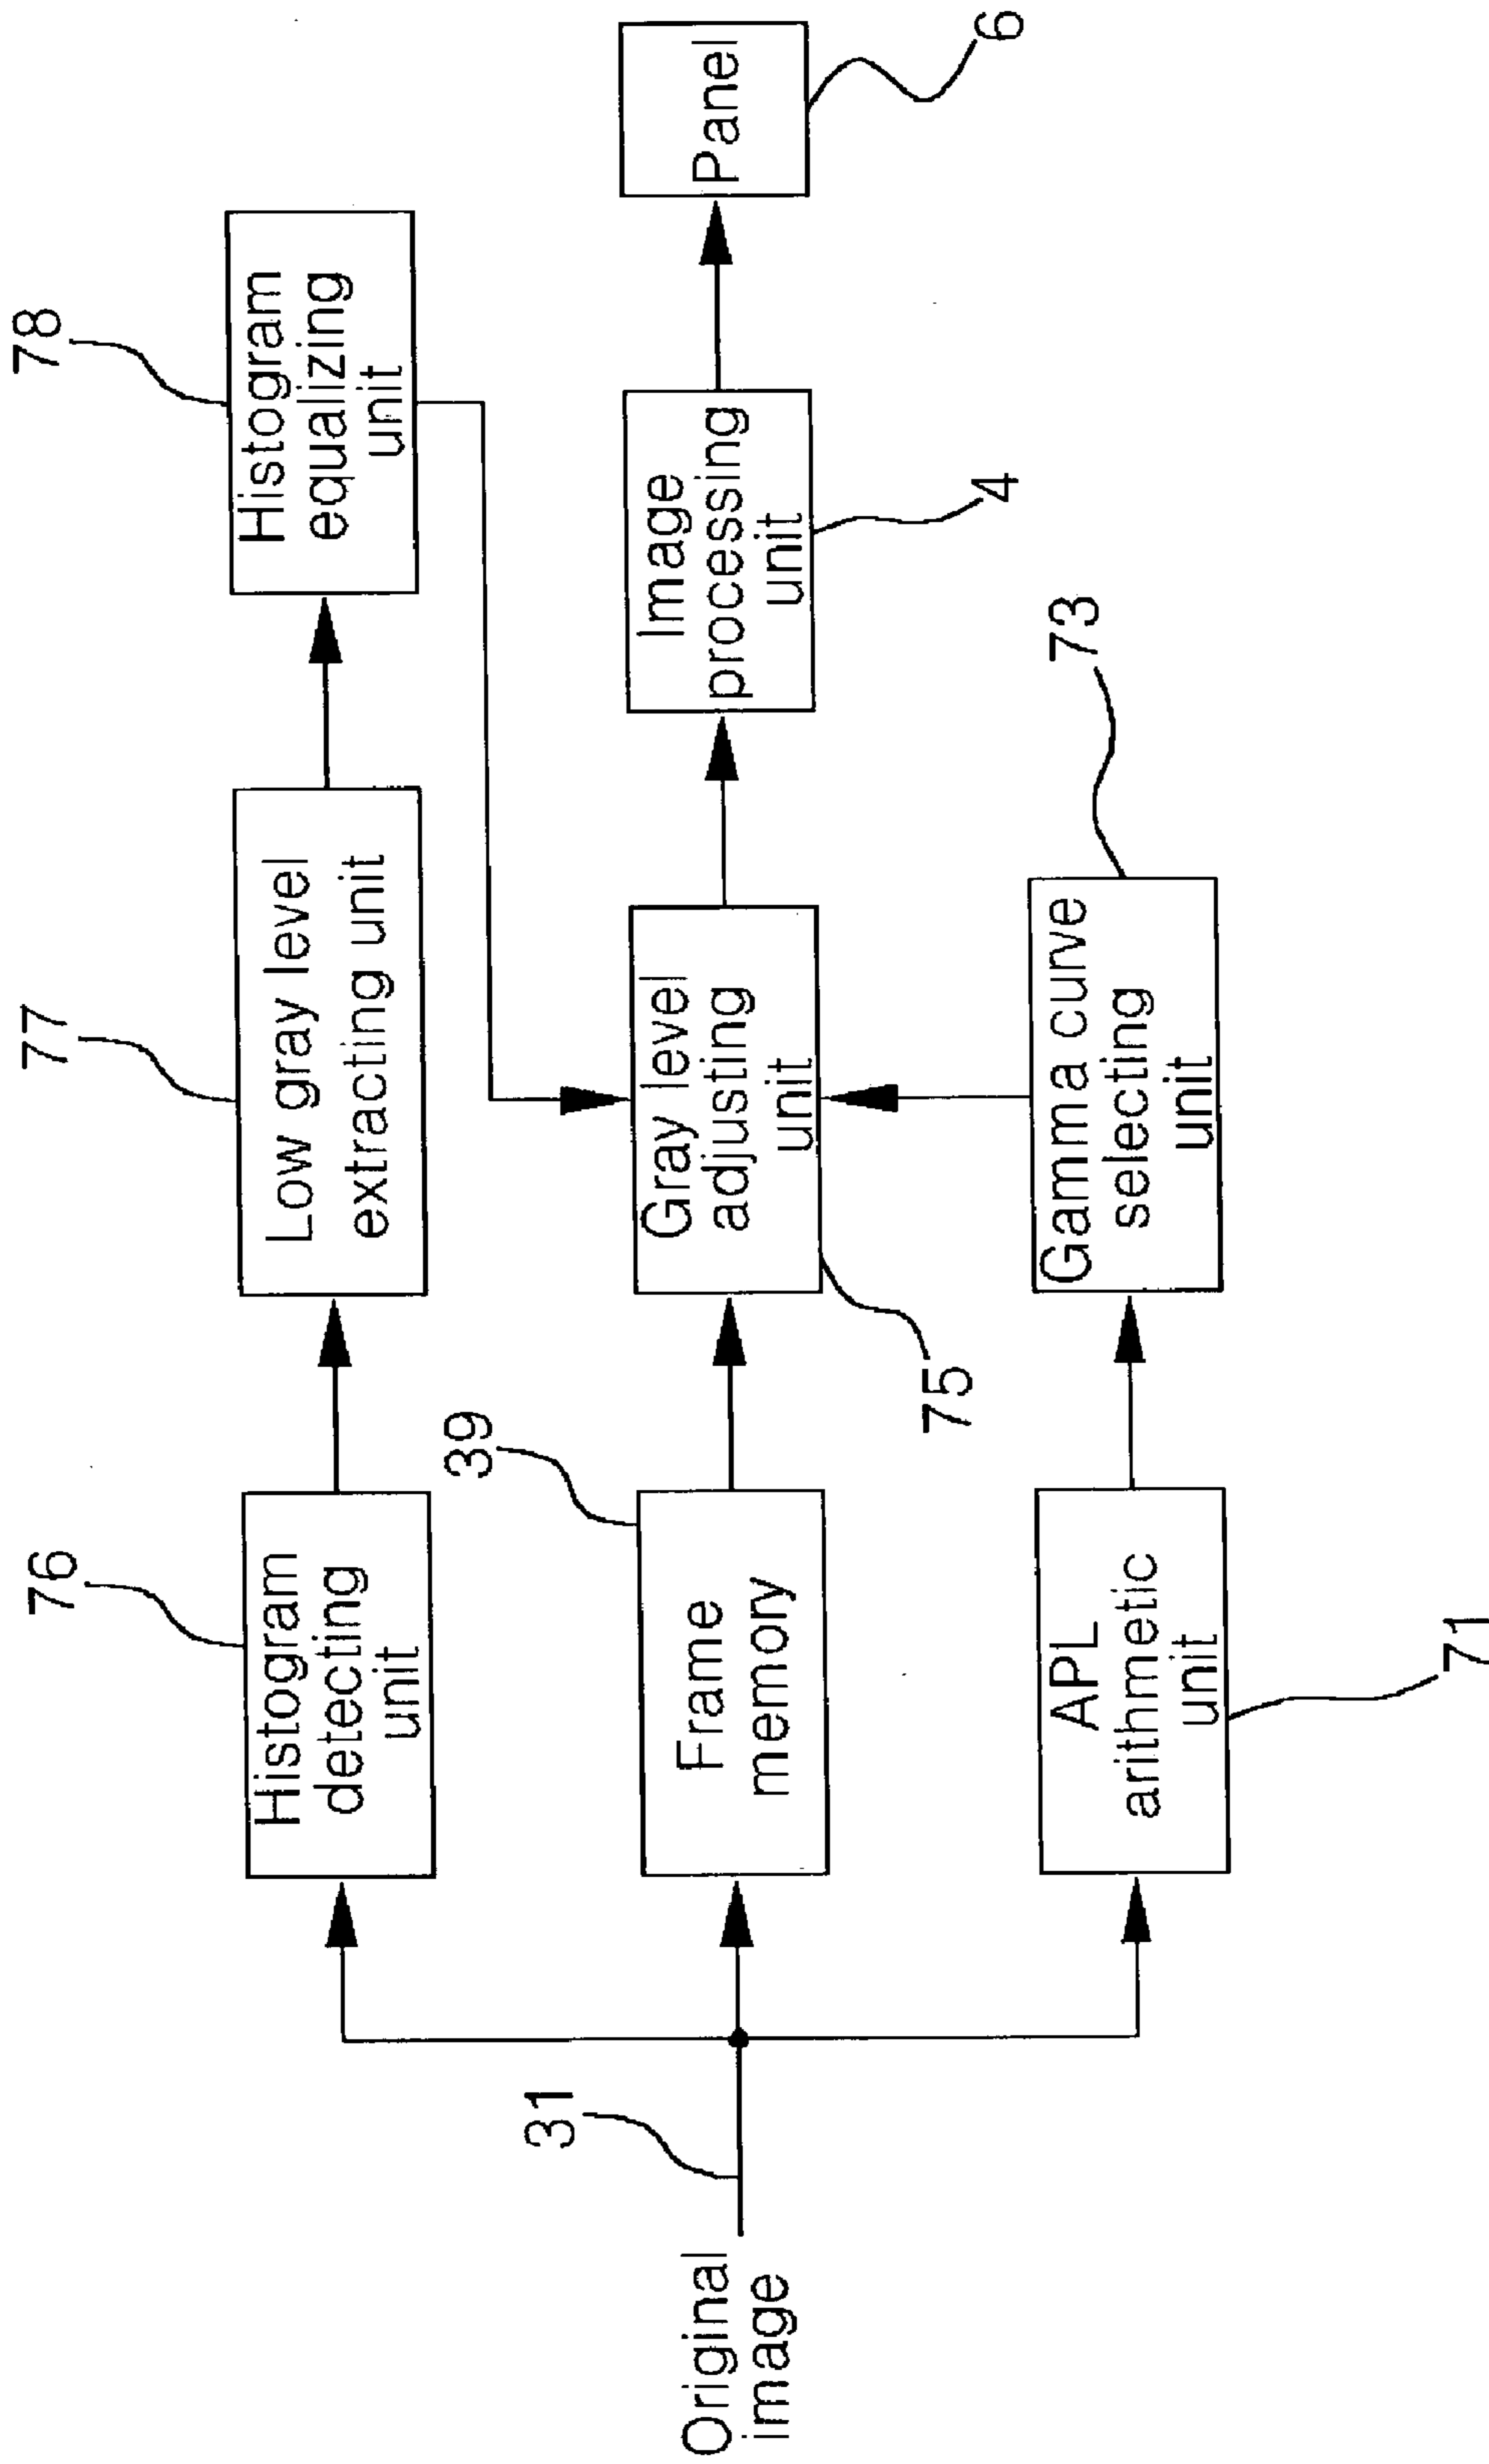 78
Histogram
equalizing
unit
77
Low gray level
extracting unit
76
Histogram
detecting
unit
6
Panel
Image
processing
unit
4
Gray level
adjusting
unit
75
39
Frame
memory
31
Original
image
73
Gamma curve
selecting
unit
APL
arithmetic
unit
71